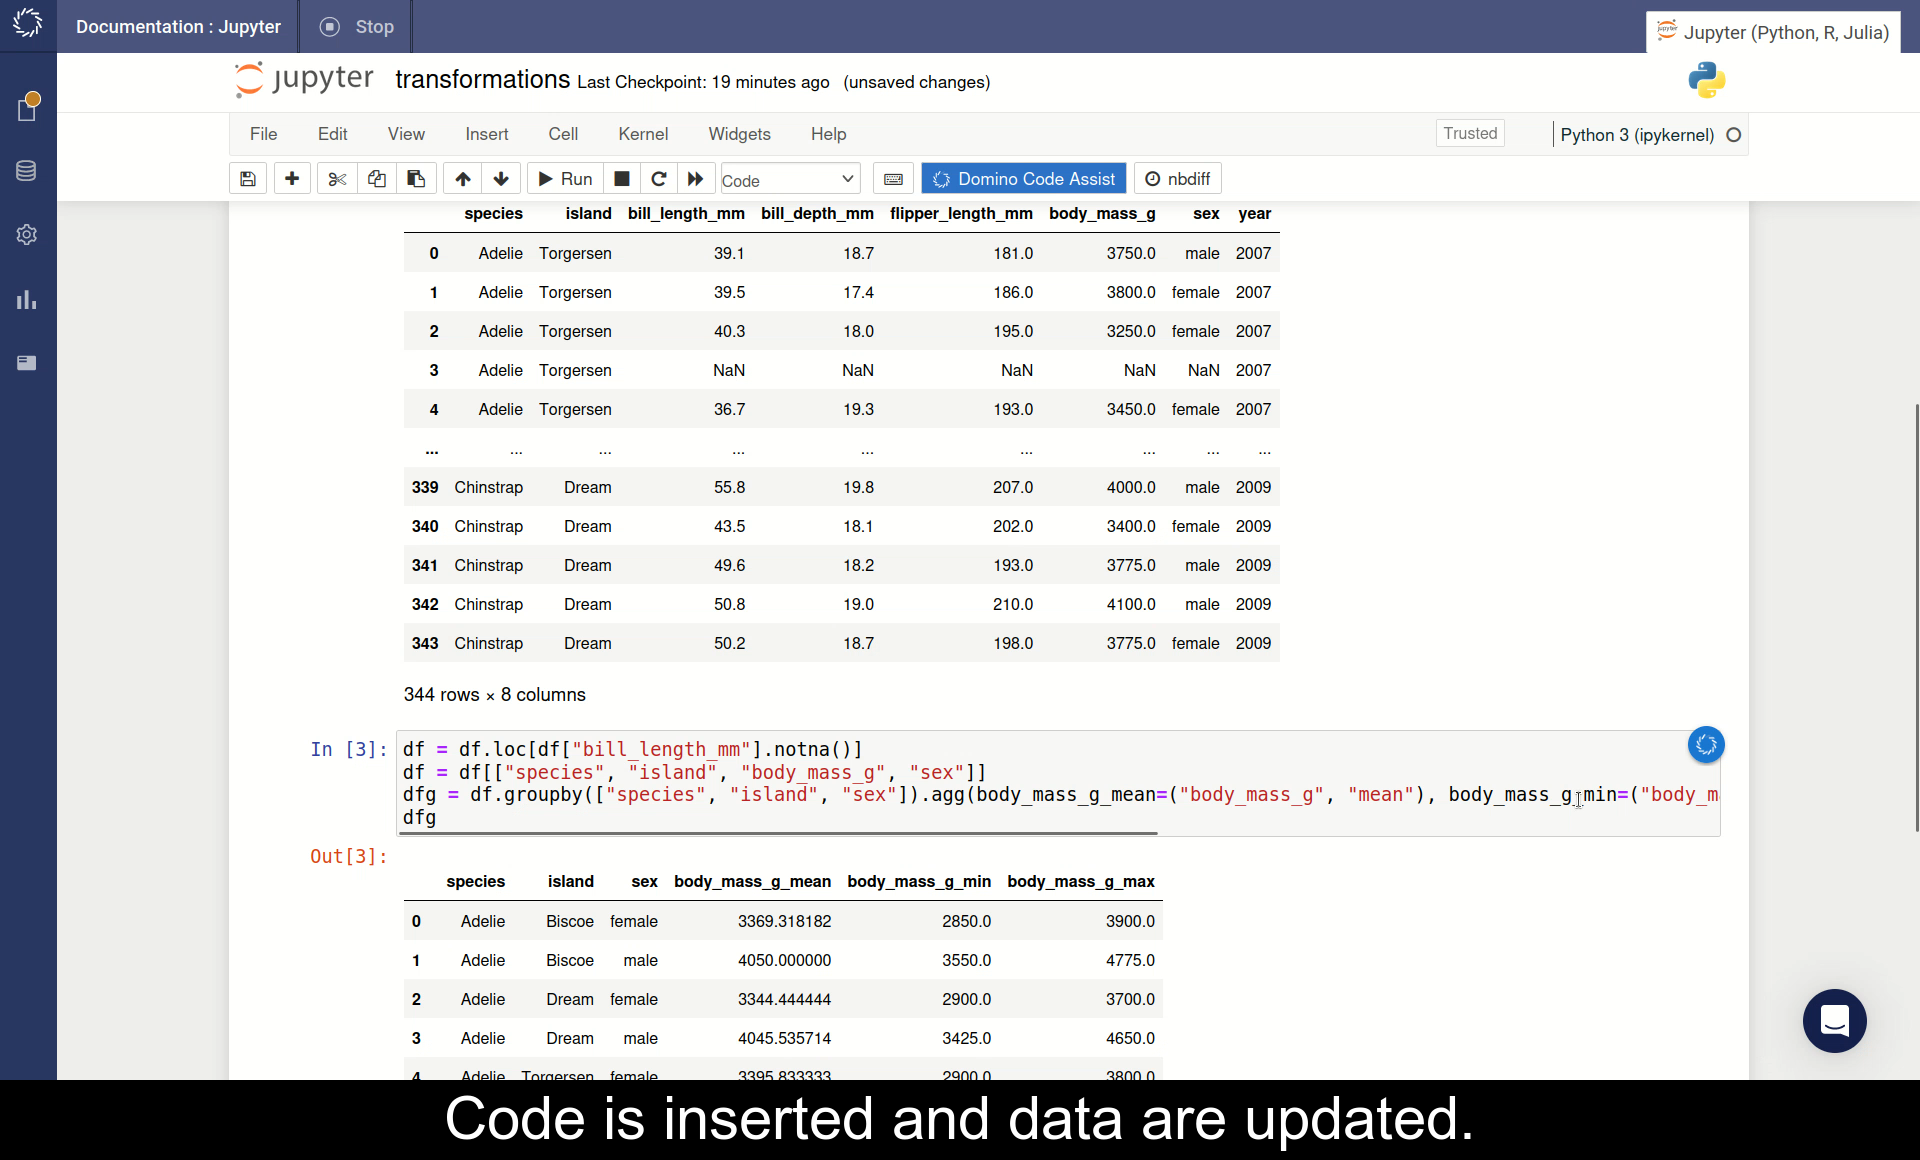 Documentation : Jupyter
Stop
Jupyter (Python, R, Julia)
jupyter transformations Last Checkpoint: 19 minutes ago (unsaved changes)
File Edit View Insert Cell Kernel Widgets Help Trusted Python 3 (ipykernel)
Run Code Domino Code Assist nbdiff
species island bill_length_mm bill_depth_mm flipper_length_mm body_mass_g sex year
0 Adelie Torgersen 39.1 18.7 181.0 3750.0 male 2007
1 Adelie Torgersen 39.5 17.4 186.0 3800.0 female 2007
2 Adelie Torgersen 40.3 18.0 195.0 3250.0 female 2007
3 Adelie Torgersen NaN NaN NaN NaN NaN 2007
4 Adelie Torgersen 36.7 19.3 193.0 3450.0 female 2007
... ... ... ... ... ... ... ... ...
339 Chinstrap Dream 55.8 19.8 207.0 4000.0 male 2009
340 Chinstrap Dream 43.5 18.1 202.0 3400.0 female 2009
341 Chinstrap Dream 49.6 18.2 193.0 3775.0 male 2009
342 Chinstrap Dream 50.8 19.0 210.0 4100.0 male 2009
343 Chinstrap Dream 50.2 18.7 198.0 3775.0 female 2009
344 rows × 8 columns
In [3]: df = df.loc[df["bill_length_mm"].notna()]
df = df[["species", "island", "body_mass_g", "sex"]]
dfg = df.groupby(["species", "island", "sex"]).agg(body_mass_g_mean=("body_mass_g", "mean"), body_mass_g_min=("body_m
dfg
Out[3]:
species island sex body_mass_g_mean body_mass_g_min body_mass_g_max
0 Adelie Biscoe female 3369.318182 2850.0 3900.0
1 Adelie Biscoe male 4050.000000 3550.0 4775.0
2 Adelie Dream female 3344.444444 2900.0 3700.0
3 Adelie Dream male 4045.535714 3425.0 4650.0
4 Adelie Torgersen female 3395.833333 2900.0 3800.0
Code is inserted and data are updated.